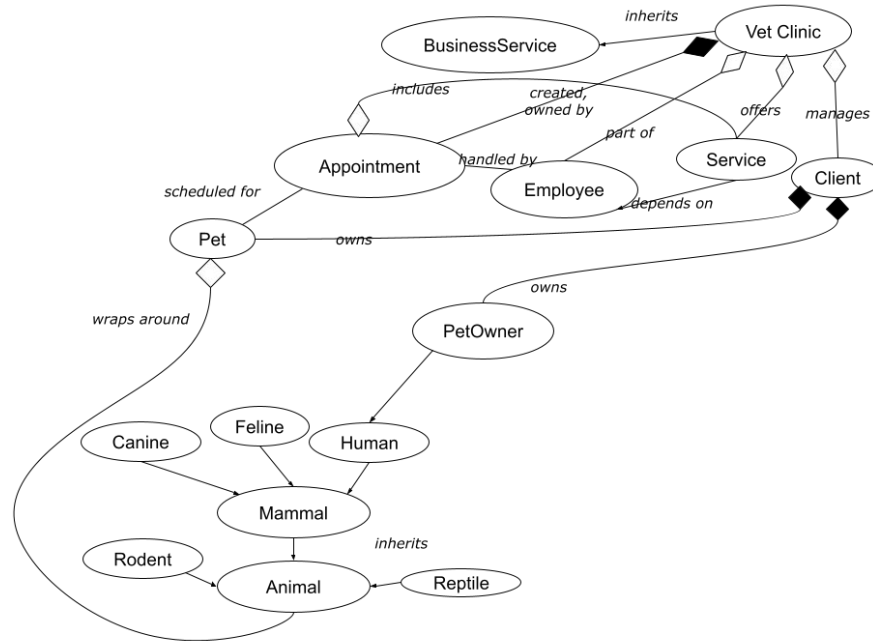 inherits
Vet Clinic
BusinessService
includes
created,
owned by
offers
manages
part of
Appointment
handled by
Service
Employee
Client
scheduled for
depends on
Pet
owns
owns
wraps around
PetOwner
Feline
Canine
Human
Mammal
inherits
Rodent
Animal
Reptile